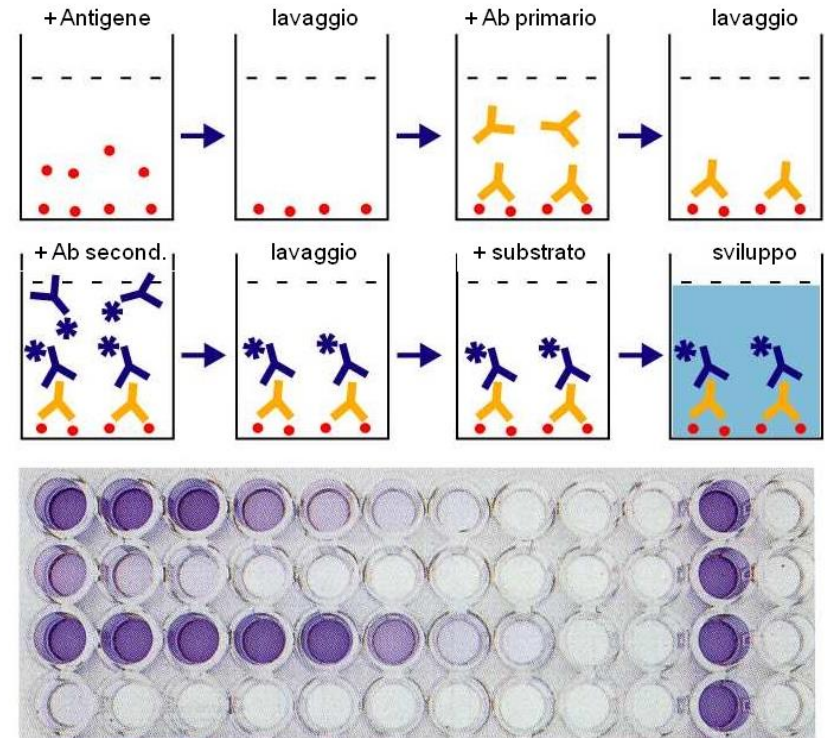 + Antigene
lavaggio
+ Ab primario
lavaggio
+ Ab second.
lavaggio
+ substrato
sviluppo